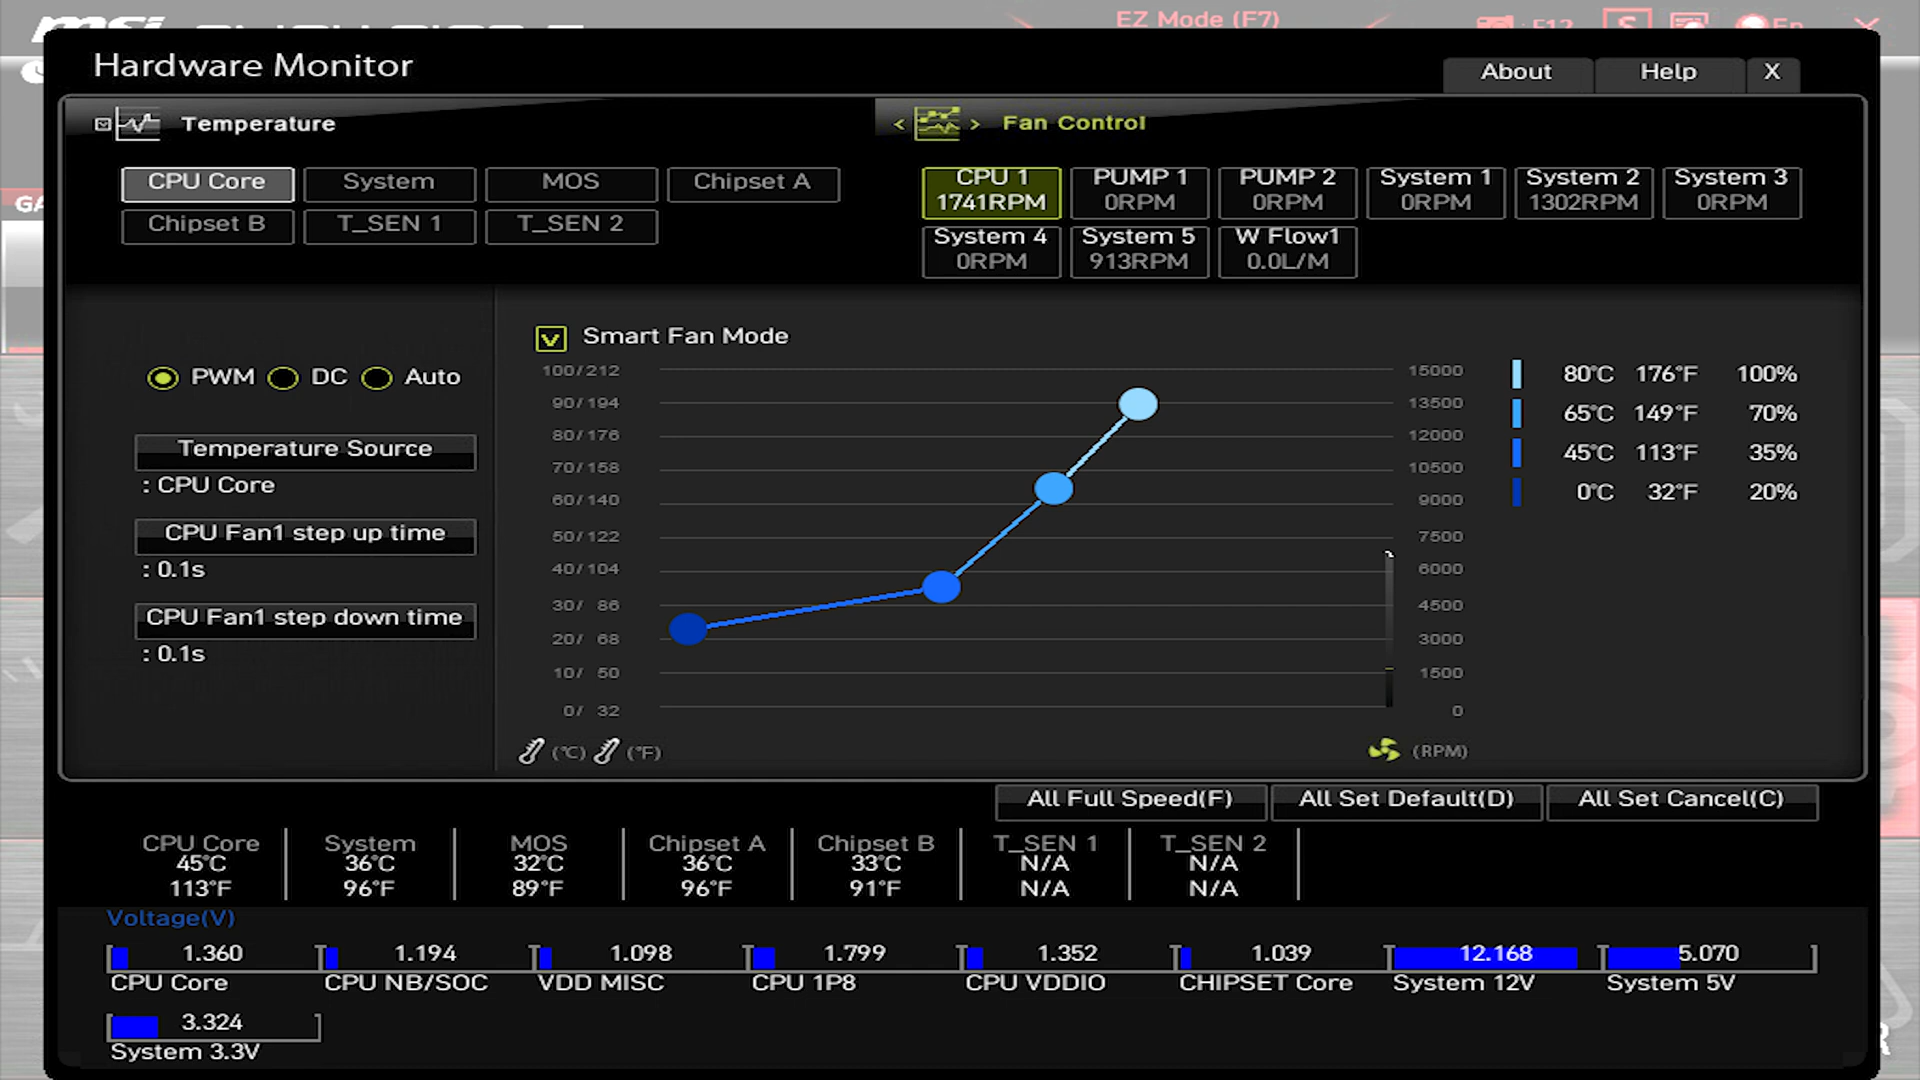 EZ Mode (F7)
F12
En
Hardware Monitor
About
Help
X
Temperature
CPU Core
System
MOS
Chipset A
Chipset B
T_SEN 1
T_SEN 2
< > Fan Control
CPU 1
1741RPM
PUMP 1
0RPM
PUMP 2
0RPM
System 1
0RPM
System 2
1302RPM
System 3
0RPM
System 4
0RPM
System 5
913RPM
W Flow1
0.0L/M
PWM
DC
Auto
Temperature Source
: CPU Core
CPU Fan1 step up time
: 0.1s
CPU Fan1 step down time
: 0.1s
Smart Fan Mode
100/212
90/194
80/176
70/158
60/140
50/122
40/104
30/ 86
20/ 68
10/ 50
0/ 32
(°C)
(°F)
15000
13500
12000
10500
9000
7500
6000
4500
3000
1500
0
(RPM)
80°C 176°F 100%
65°C 149°F 70%
45°C 113°F 35%
0°C 32°F 20%
All Full Speed(F)
All Set Default(D)
All Set Cancel(C)
CPU Core
45°C
113°F
System
36°C
96°F
MOS
32°C
89°F
Chipset A
36°C
96°F
Chipset B
33°C
91°F
T_SEN 1
N/A
N/A
T_SEN 2
N/A
N/A
Voltage(V)
1.360
CPU Core
1.194
CPU NB/SOC
1.098
VDD MISC
1.799
CPU 1P8
1.352
CPU VDDIO
1.039
CHIPSET Core
12.168
System 12V
5.070
System 5V
3.324
System 3.3V